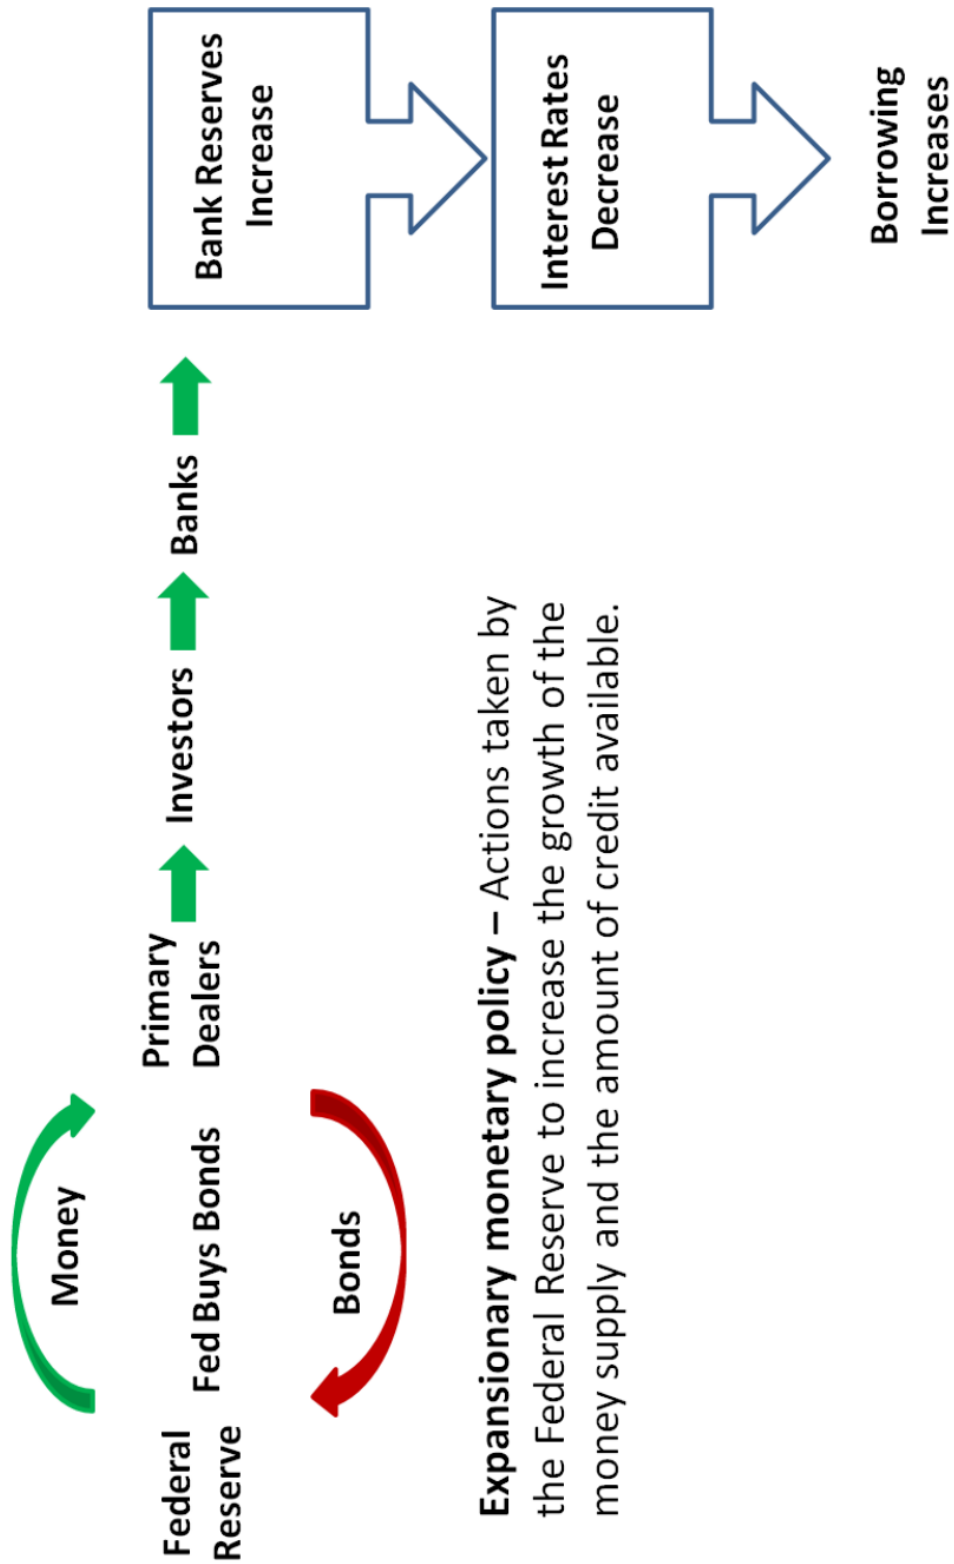 Money
Federal
Reserve
Fed Buys Bonds
Primary
Dealers
Investors
Banks
Bonds
Bank Reserves
Increase
Interest Rates
Decrease
Borrowing
Increases
Expansionary monetary policy – Actions taken by
the Federal Reserve to increase the growth of the
money supply and the amount of credit available.